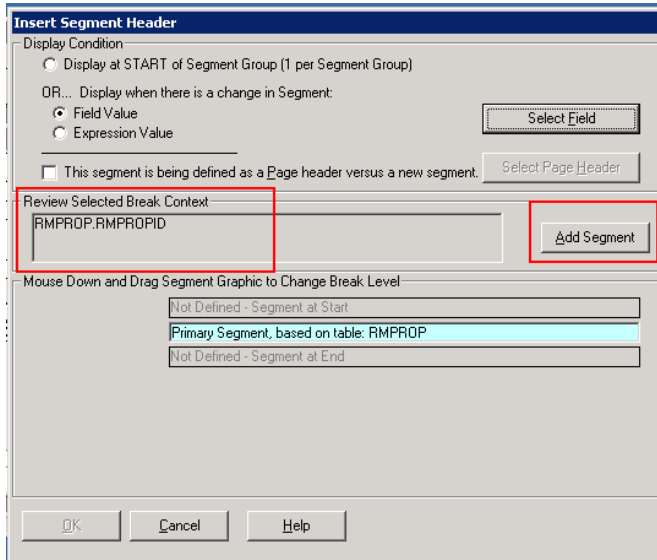 Insert Segment Header
Display Condition
Display at START of Segment Group (1 per Segment Group)
OR... Display when there is a change in Segment:
Field Value
Expression Value
Select Field
This segment is being defined as a Page header versus a new segment.
Select Page Header
Review Selected Break Context
RMPROP.RMPROPID
Add Segment
Mouse Down and Drag Segment Graphic to Change Break Level
Not Defined - Segment at Start
Primary Segment, based on table: RMPROP
Not Defined - Segment at End
OK Cancel Help